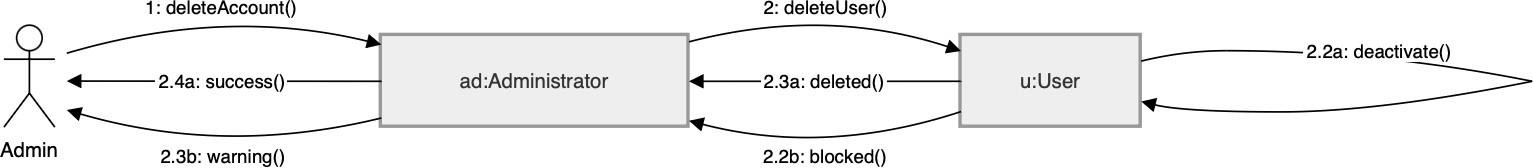 1: deleteAccount()
2: deleteUser()
2.2a: deactivate()
2.4a: success()
ad:Administrator
2.3a: deleted()
u:User
Admin
2.3b: warning()
2.2b: blocked()